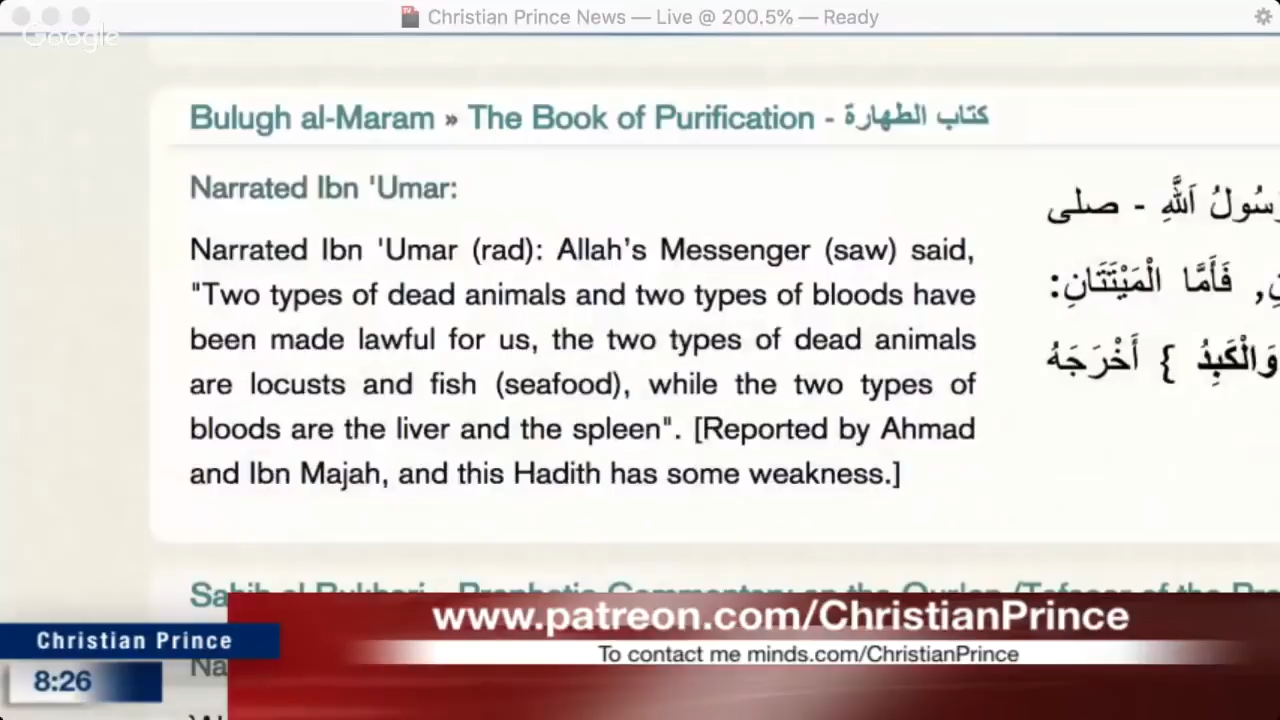 Christian Prince News — Live @ 200.5% — Ready
Google
Bulugh al-Maram » The Book of Purification - كتاب الطهارة
Narrated Ibn 'Umar:
Narrated Ibn 'Umar (rad): Allah's Messenger (saw) said,
"Two types of dead animals and two types of bloods have
been made lawful for us, the two types of dead animals
are locusts and fish (seafood), while the two types of
bloods are the liver and the spleen". [Reported by Ahmad
and Ibn Majah, and this Hadith has some weakness.]
اَللَّهِ - صلى
فَأَمَّا الْمَيْتَتَانِ:
وَالْكَبِدُ } أَخْرَجَهُ
www.patreon.com/ChristianPrince
To contact me minds.com/ChristianPrince
Christian Prince
8:26